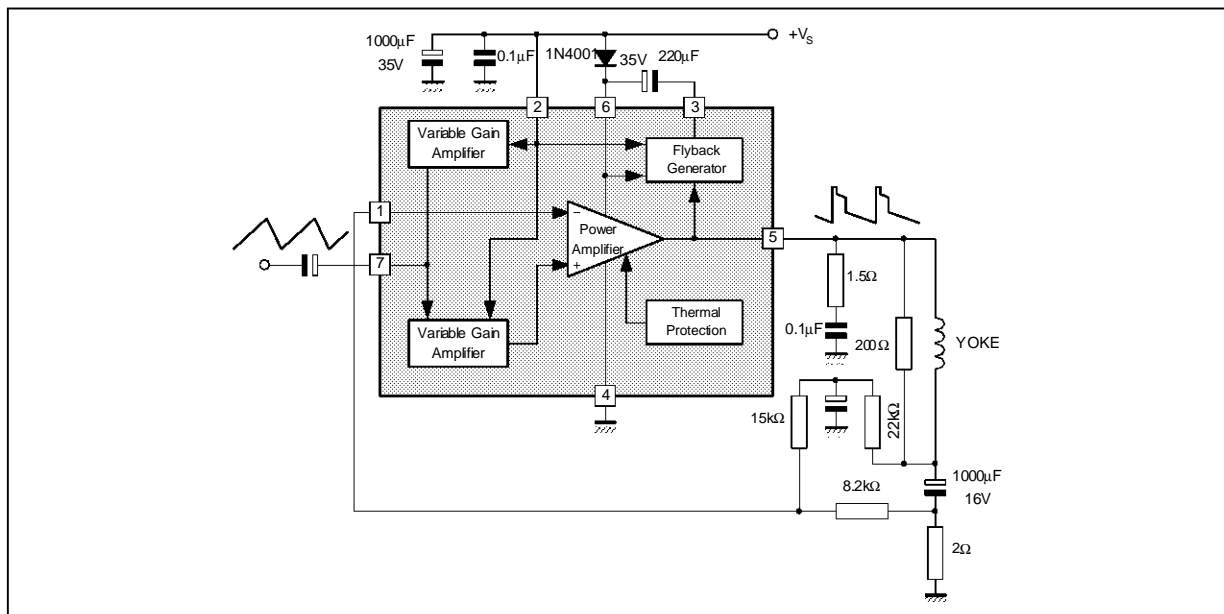 1000μF
35V
0.1μF
1N4001
35V
220μF
+VS
2
6
3
Variable Gain
Amplifier
Flyback
Generator
1
−
Power
Amplifier
+
5
7
1.5Ω
Variable Gain
Amplifier
Thermal
Protection
0.1μF
200Ω
YOKE
4
15kΩ
22kΩ
1000μF
16V
8.2kΩ
2Ω